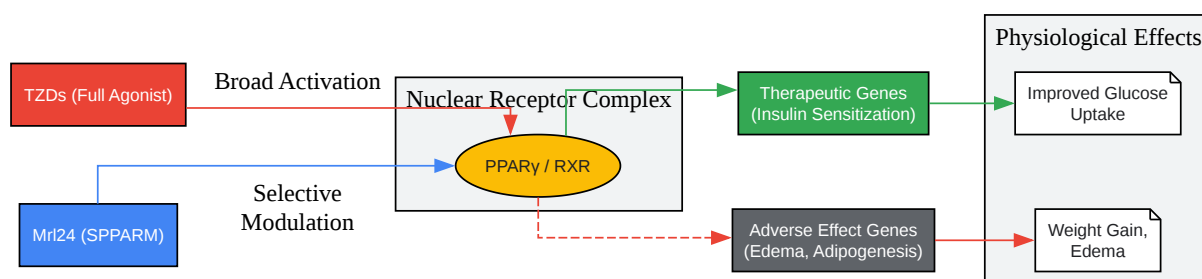 Physiological Effects
TZDs (Full Agonist)
Broad Activation
Nuclear Receptor Complex
Therapeutic Genes
(Insulin Sensitization)
Improved Glucose
Uptake
PPARγ / RXR
Selective
Modulation
Mrl24 (SPPARM)
Adverse Effect Genes
(Edema, Adipogenesis)
Weight Gain,
Edema